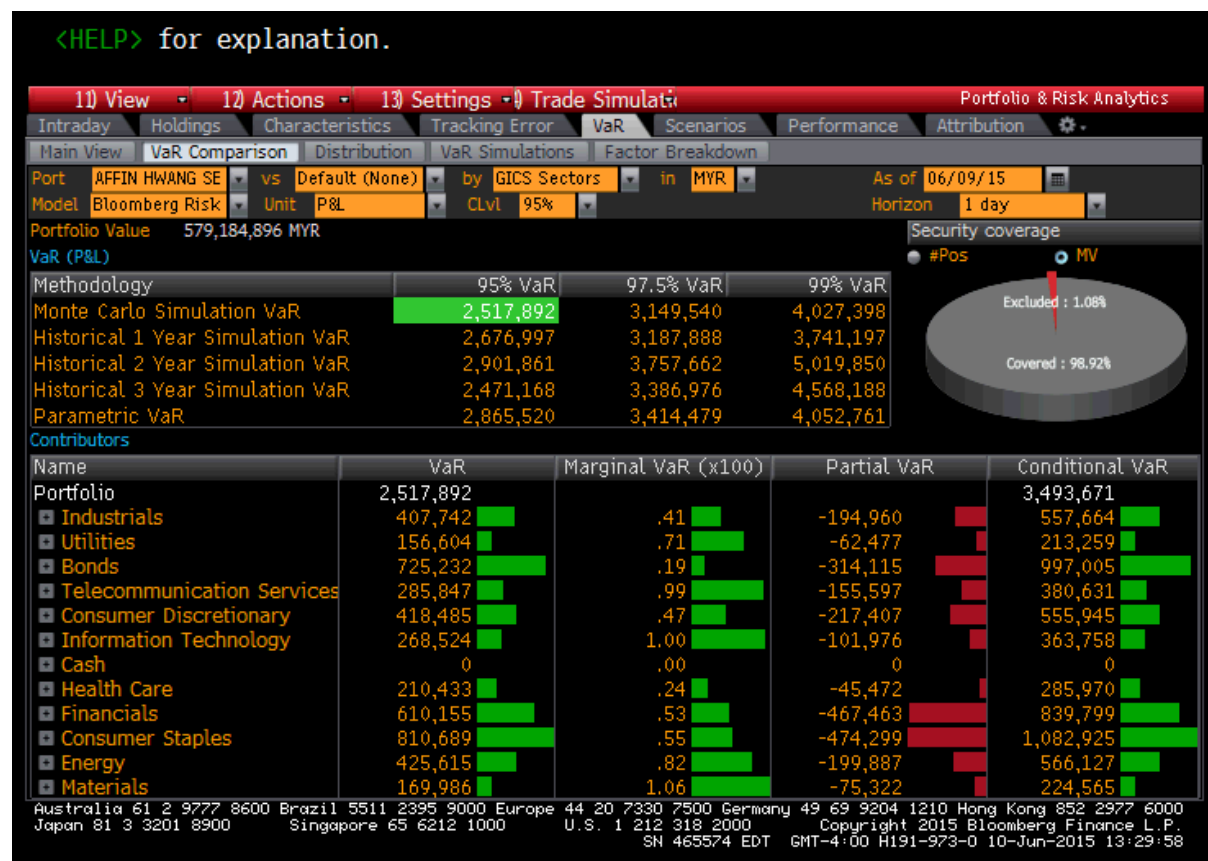 <HELP> for explanation.
11) View 12) Actions 13) Settings Trade Simulati Portfolio & Risk Analytics
Intraday Holdings Characteristics Tracking Error VaR Scenarios Performance Attribution
Main View VaR Comparison Distribution VaR Simulations Factor Breakdown
Port AFFIN HWANG SE vs Default (None) by GICS Sectors in MYR As of 06/09/15
Model Bloomberg Risk Unit P&L CLvl 95% Horizon 1 day
Portfolio Value 579,184,896 MYR Security coverage
VaR (P&L) #Pos MV
Methodology 95% VaR 97.5% VaR 99% VaR
Monte Carlo Simulation VaR 2,517,892 3,149,540 4,027,398 Excluded : 1.08%
Historical 1 Year Simulation VaR 2,676,997 3,187,888 3,741,197
Historical 2 Year Simulation VaR 2,901,861 3,757,662 5,019,850 Covered : 98.92%
Historical 3 Year Simulation VaR 2,471,168 3,386,976 4,568,188
Parametric VaR 2,865,520 3,414,479 4,052,761
Contributors
Name VaR Marginal VaR (x100) Partial VaR Conditional VaR
Portfolio 2,517,892 3,493,671
Industrials 407,742 .41 -194,960 557,664
Utilities 156,604 .71 -62,477 213,259
Bonds 725,232 .19 -314,115 997,005
Telecommunication Services 285,847 .99 -155,597 380,631
Consumer Discretionary 418,485 .47 -217,407 555,945
Information Technology 268,524 1.00 -101,976 363,758
Cash 0 .00 0 0
Health Care 210,433 .24 -45,472 285,970
Financials 610,155 .53 -467,463 839,799
Consumer Staples 810,689 .55 -474,299 1,082,925
Energy 425,615 .82 -199,887 566,127
Materials 169,986 1.06 -75,322 224,565
Australia 61 2 9777 8600 Brazil 5511 2395 9000 Europe 44 20 7330 7500 Germany 49 69 9204 1210 Hong Kong 852 2977 6000
Japan 81 3 3201 8900 Singapore 65 6212 1000 U.S. 1 212 318 2000 Copyright 2015 Bloomberg Finance L.P.
SN 465574 EDT GMT-4:00 H191-973-0 10-Jun-2015 13:29:58